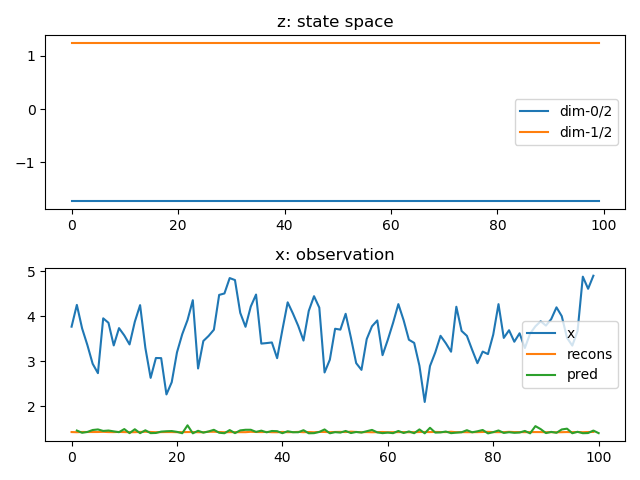 z: state space
1
0
−1
dim-0/2
dim-1/2
0 20 40 60 80 100
x: observation
5
4
3
2
x
recons
pred
0 20 40 60 80 100